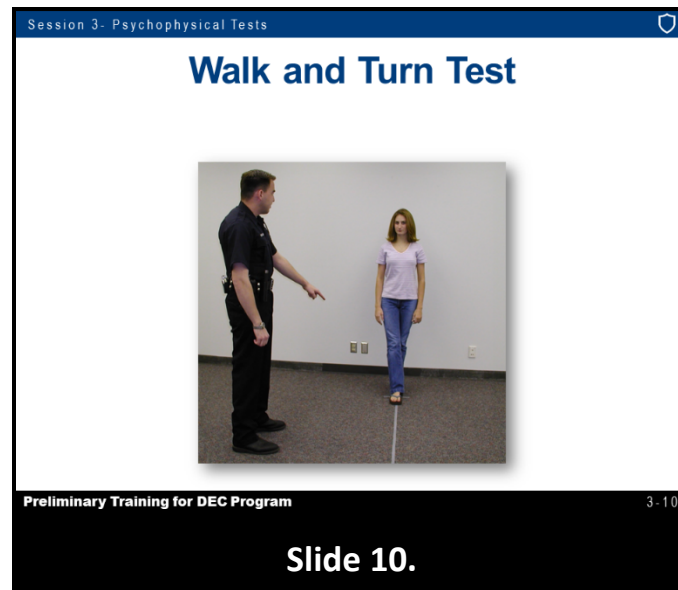 Session 3- Psychophysical Tests
Walk and Turn Test
Preliminary Training for DEC Program
3-10
Slide 10.